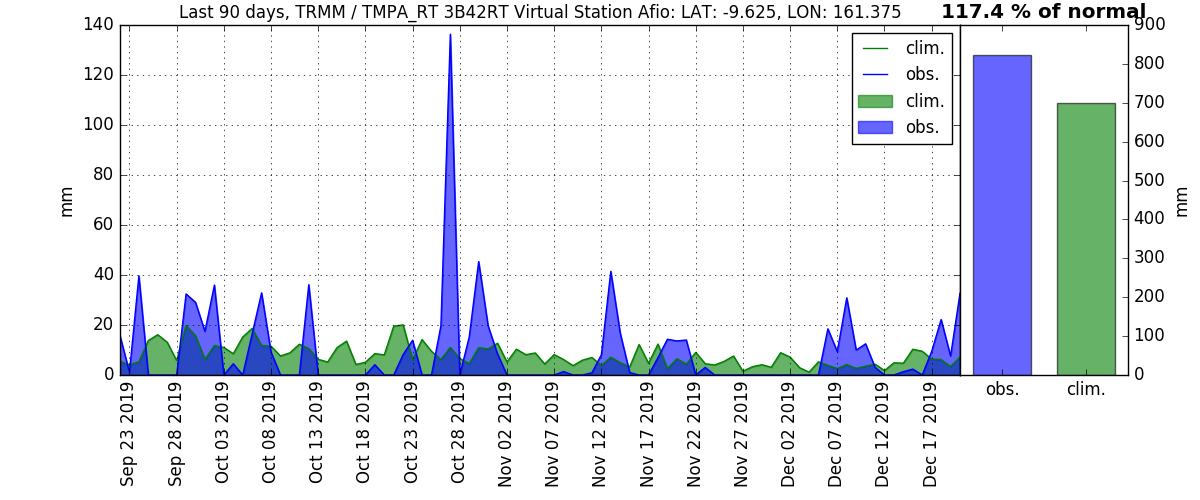 Last 90 days, TRMM / TMPA_RT 3B42RT Virtual Station Afio: LAT: -9.625, LON: 161.375
117.4 % of normal
140
120
100
80
60
40
20
0
mm
clim.
obs.
clim.
obs.
Sep 23 2019
Sep 28 2019
Oct 03 2019
Oct 08 2019
Oct 13 2019
Oct 18 2019
Oct 23 2019
Oct 28 2019
Nov 02 2019
Nov 07 2019
Nov 12 2019
Nov 17 2019
Nov 22 2019
Nov 27 2019
Dec 02 2019
Dec 07 2019
Dec 12 2019
Dec 17 2019
900
800
700
600
500
400
300
200
100
0
mm
obs.
clim.